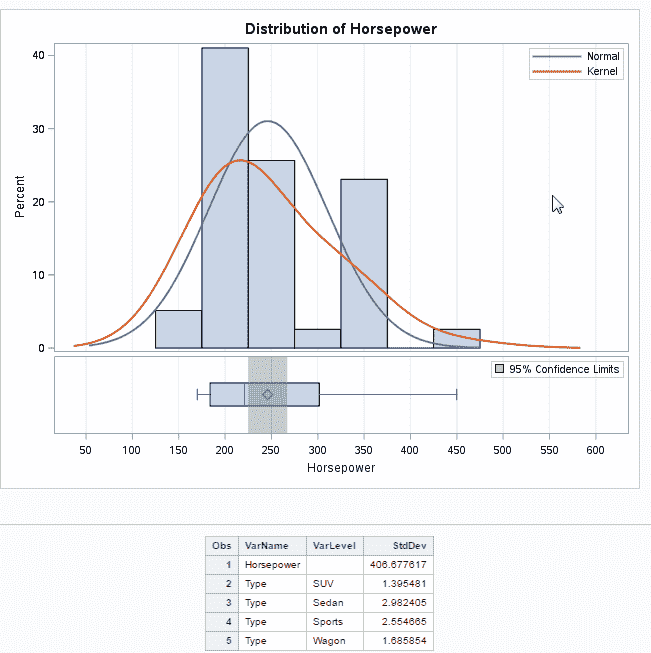 Distribution of Horsepower
Normal
Kernel
Percent
40
30
20
10
0
95% Confidence Limits
50 100 150 200 250 300 350 400 450 500 550 600
Horsepower
Obs VarName VarLevel StdDev
1 Horsepower 406.677617
2 Type SUV 1.395481
3 Type Sedan 2.982405
4 Type Sports 2.554665
5 Type Wagon 1.685854